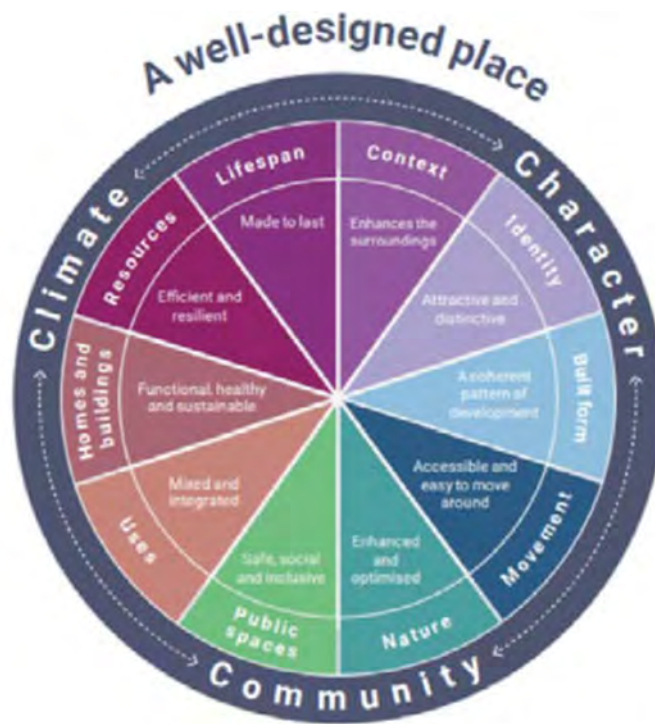 A well-designed place
Climate
Character
Community
Context
Enhances the
surroundings
Identity
Attractive and
distinctive
Built form
A coherent
pattern of
development
Movement
Accessible and
easy to move
around
Nature
Enhanced
and
optimised
Public
spaces
Safe, social
and inclusive
Uses
Mixed and
integrated
Homes and
buildings
Functional, healthy
and sustainable
Resources
Efficient and
resilient
Lifespan
Made to last